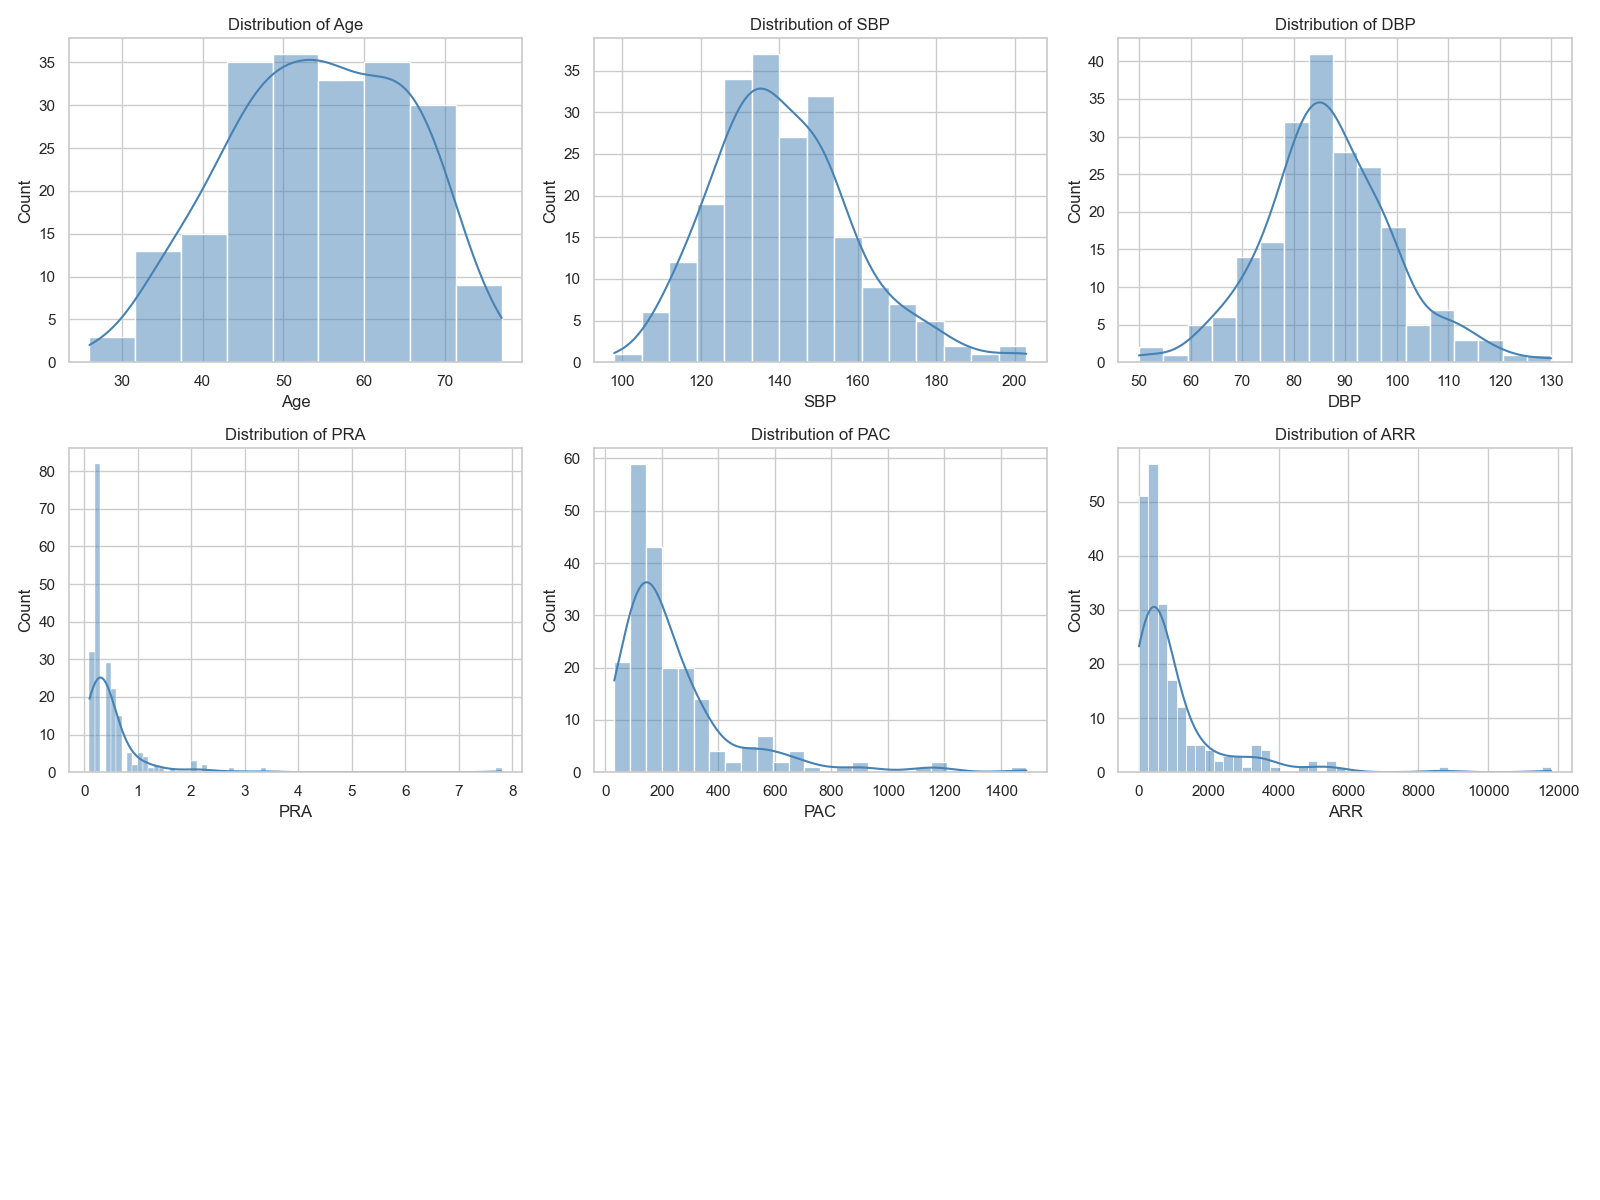 Distribution of Age
Distribution of SBP
Distribution of DBP
Count
35
30
25
20
15
10
5
0
30 40 50 60 70
Age
Count
35
30
25
20
15
10
5
0
100 120 140 160 180 200
SBP
Count
40
35
30
25
20
15
10
5
0
50 60 70 80 90 100 110 120 130
DBP
Distribution of PRA
Distribution of PAC
Distribution of ARR
Count
80
70
60
50
40
30
20
10
0
0 1 2 3 4 5 6 7 8
PRA
Count
60
50
40
30
20
10
0
0 200 400 600 800 1000 1200 1400
PAC
Count
50
40
30
20
10
0
0 2000 4000 6000 8000 10000 12000
ARR